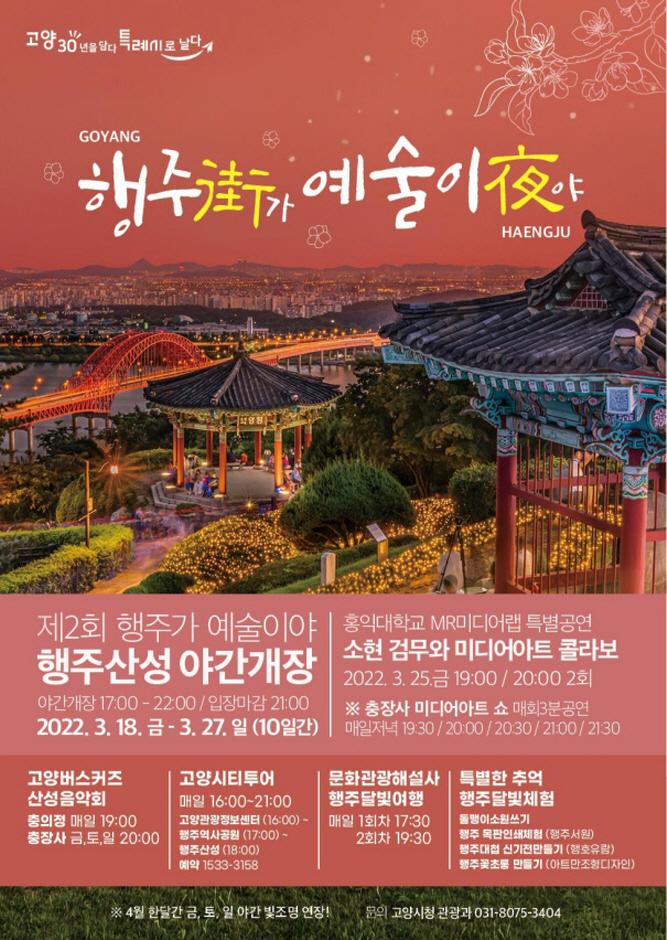 고양 30년을 담다 특례시로 날다
GOYANG
행주街가 예술이夜야
HAENGJU
제2회 행주가 예술이야
행주산성 야간개장
야간개장 17:00 - 22:00 / 입장마감 21:00
2022. 3. 18. 금 - 3. 27. 일 (10일간)
홍익대학교 MR미디어랩 특별공연
소현 검무와 미디어아트 콜라보
2022. 3. 25.금 19:00 / 20:00 2회
※ 충장사 미디어아트 쇼 매회3분공연
매일저녁 19:30 / 20:00 / 20:30 / 21:00 / 21:30
고양버스커즈
산성음악회
충의정 매일 19:00
충장사 금,토,일 20:00
고양시티투어
매일 16:00~21:00
고양관광정보센터 (16:00) ~
행주역사공원 (17:00) ~
행주산성 (18:00)
예약 1533-3158
문화관광해설사
행주달빛여행
매일 1회차 17:30
2회차 19:30
특별한 추억
행주달빛체험
돌멩이소원쓰기
행주 목판인쇄체험 (행주서원)
행주대첩 신기전만들기 (행호유람)
행주꽃초롱 만들기 (아트만조형디자인)
※ 4월 한달간 금, 토, 일 야간 빛조명 연장!
문의 고양시청 관광과 031-8075-3404